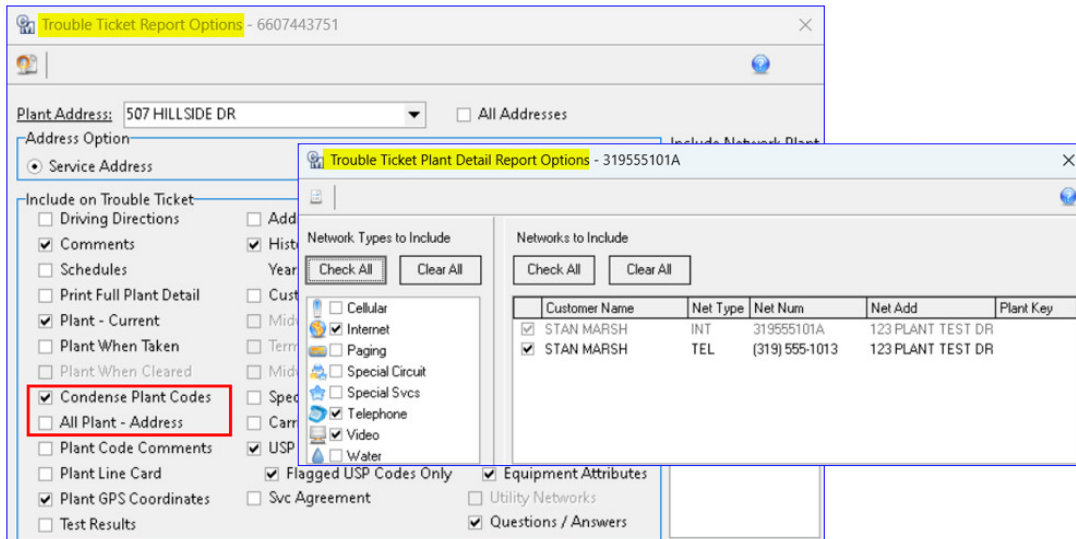 Trouble Ticket Report Options - 6607443751
Plant Address: 507 HILLSIDE DR
All Addresses
Address Option
Service Address
Include Network Plant
Include on Trouble Ticket
Driving Directions
Comments
Schedules
Print Full Plant Detail
Plant - Current
Plant When Taken
Plant When Cleared
Condense Plant Codes
All Plant - Address
Plant Code Comments
Plant Line Card
Plant GPS Coordinates
Test Results
Year
USP
Flagged USP Codes Only
Svc Agreement
Equipment Attributes
Utility Networks
Questions / Answers
Trouble Ticket Plant Detail Report Options - 319555101A
Network Types to Include
Check All Clear All
Cellular
Internet
Paging
Special Circuit
Special Svcs
Telephone
Video
Water
Networks to Include
Check All Clear All
Customer Name Net Type Net Num Net Add Plant Key
STAN MARSH INT 319555101A 123 PLANT TEST DR
STAN MARSH TEL (319) 555-1013 123 PLANT TEST DR